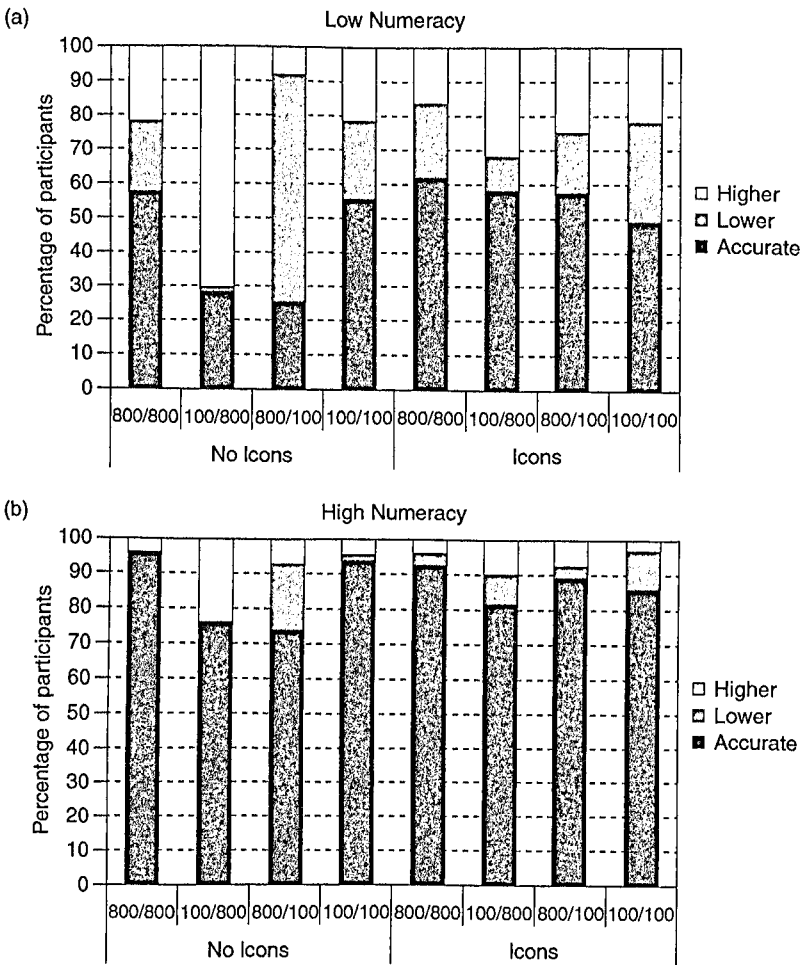 (a)
Low Numeracy
Percentage of participants
100
90
80
70
60
50
40
30
20
10
0
800/800 100/800 800/100 100/100 800/800 100/800 800/100 100/100
No Icons Icons
Higher
Lower
Accurate
(b)
High Numeracy
Percentage of participants
100
90
80
70
60
50
40
30
20
10
0
800/800 100/800 800/100 100/100 800/800 100/800 800/100 100/100
No Icons Icons
Higher
Lower
Accurate